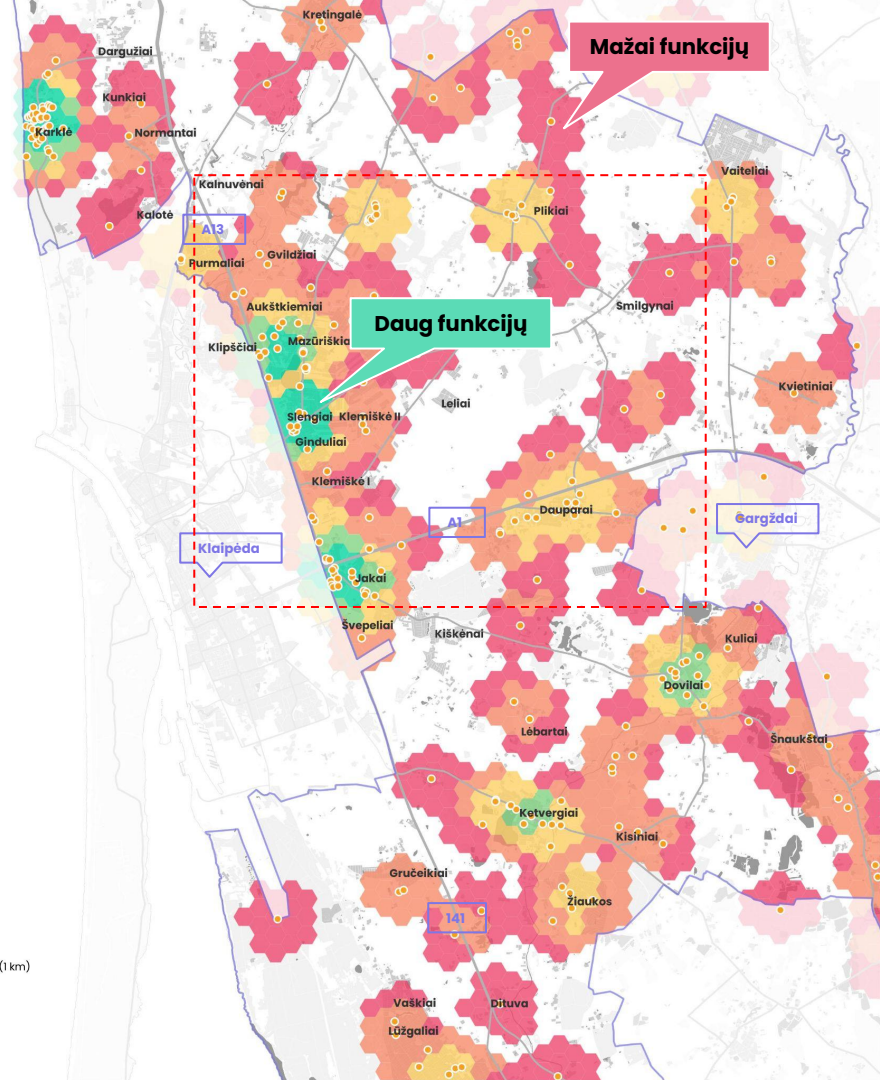 Kretingalė
Mažai funkcijų
Dargužiai
Kunkiai
Karklė
Normantai
Vaiteliai
Kalnuvėnai
Kalotė
Plikiai
A13
Gvildžiai
Purmaliai
Aukštkiemiai
Smilgynai
Daug funkcijų
Klipščiai
Mazūriškia
Kvietiniai
Leliai
Slengiai
Klemiškė II
Ginduliai
Klemiškė I
Dauparai
A1
Gargždai
Klaipėda
Jakai
Švepeliai
Kiškėnai
Kuliai
Dovilai
Lėbartai
Šnaukštai
Ketvergiai
Kisiniai
Gručeikiai
Žiaukos
141
(1 km)
Vaškiai
Dituva
Lūžgaliai